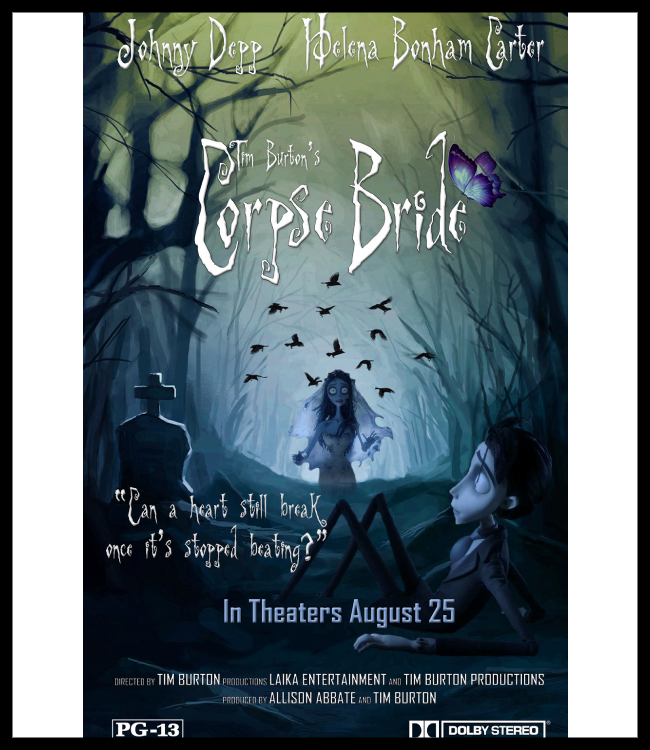 Johnny Depp Helena Bonham Carter
Tim Burton's
Corpse Bride
"Can a heart still break
once it's stopped beating?"
In Theaters August 25
DIRECTED BY TIM BURTON PRODUCTIONS LAIKA ENTERTAINMENT AND TIM BURTON PRODUCTIONS
PRODUCED BY ALLISON ABBATE AND TIM BURTON
PG-13 DOLBY STEREO®